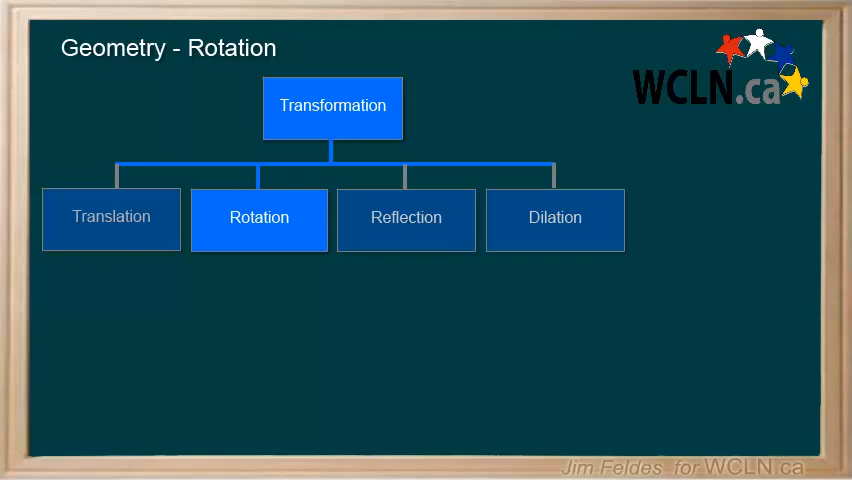 Geometry - Rotation
WCLN.ca
Transformation
Translation
Rotation
Reflection
Dilation
Jim Feldes for WCLN.ca